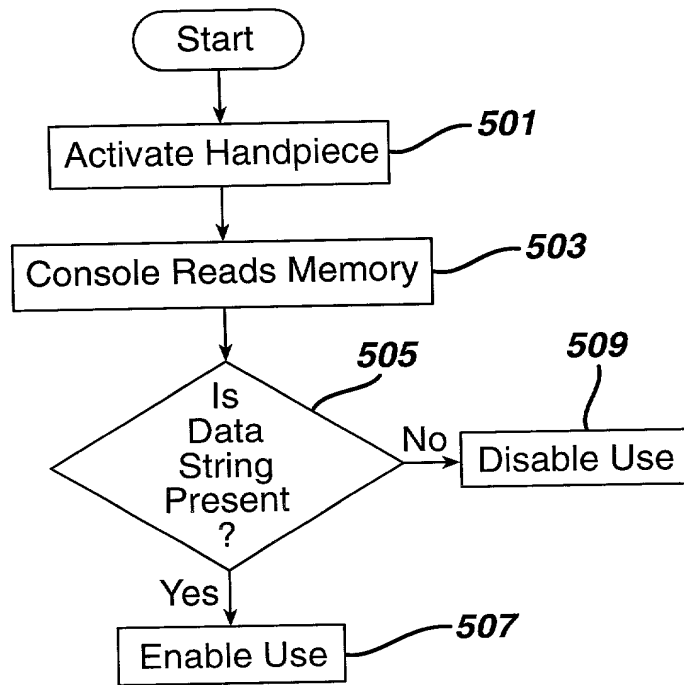 Start
501
Activate Handpiece
503
Console Reads Memory
505
509
Is
Data
String
Present
?
No
Disable Use
Yes
507
Enable Use